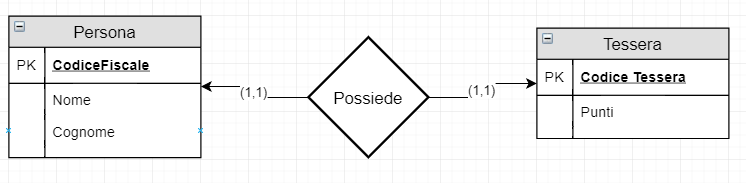 Persona
PK CodiceFiscale
Nome
Cognome
(1,1)
Possiede
(1,1)
Tessera
PK Codice Tessera
Punti